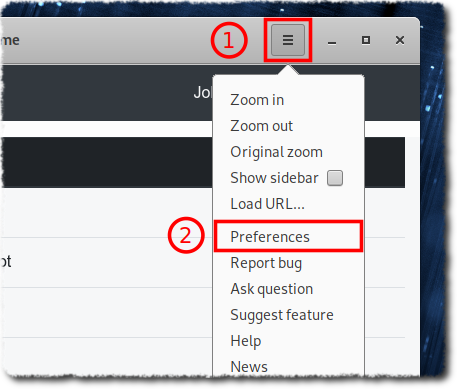 me
1
Jo
Zoom in
Zoom out
Original zoom
Show sidebar
Load URL...
2
Preferences
ot
Report bug
Ask question
Suggest feature
Help
News